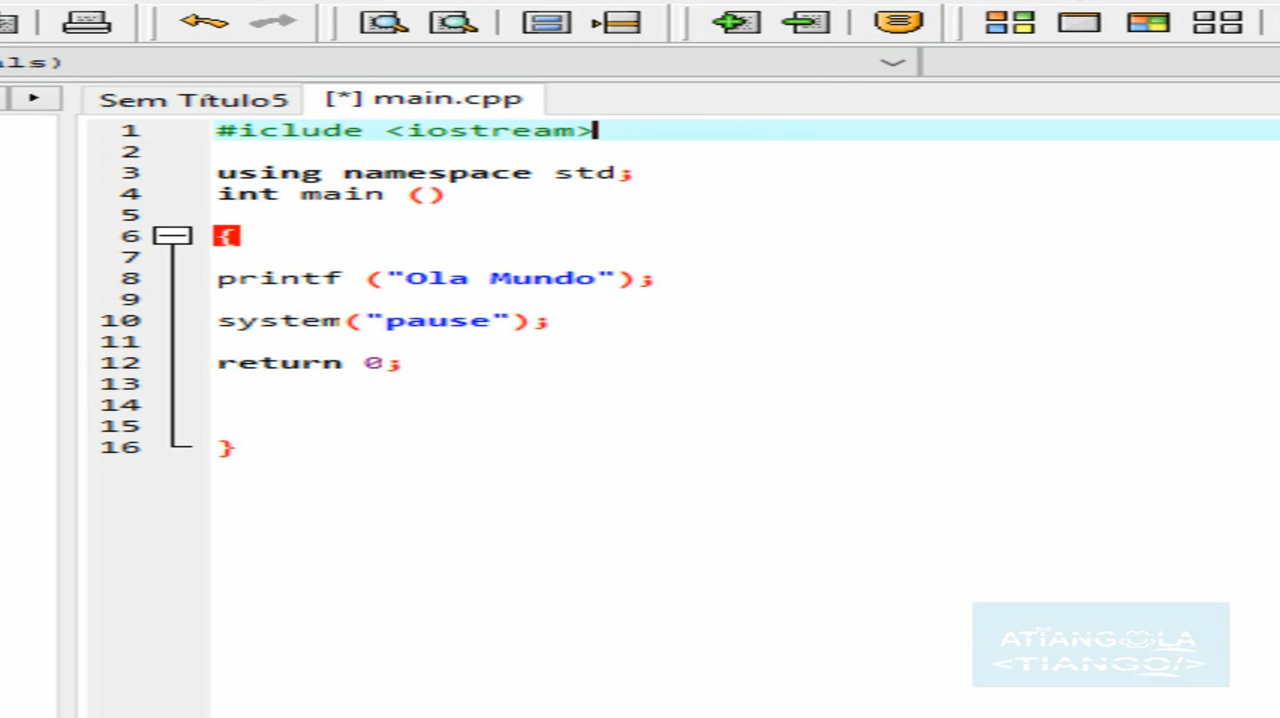 als)
Sem Título5
[*] main.cpp
1 #iclude <iostream>
2
3 using namespace std;
4 int main ()
5
6 {
7
8 printf ("Ola Mundo");
9
10 system("pause");
11
12 return 0;
13
14
15
16 }
ATIANGOLA
<TIANGO/>